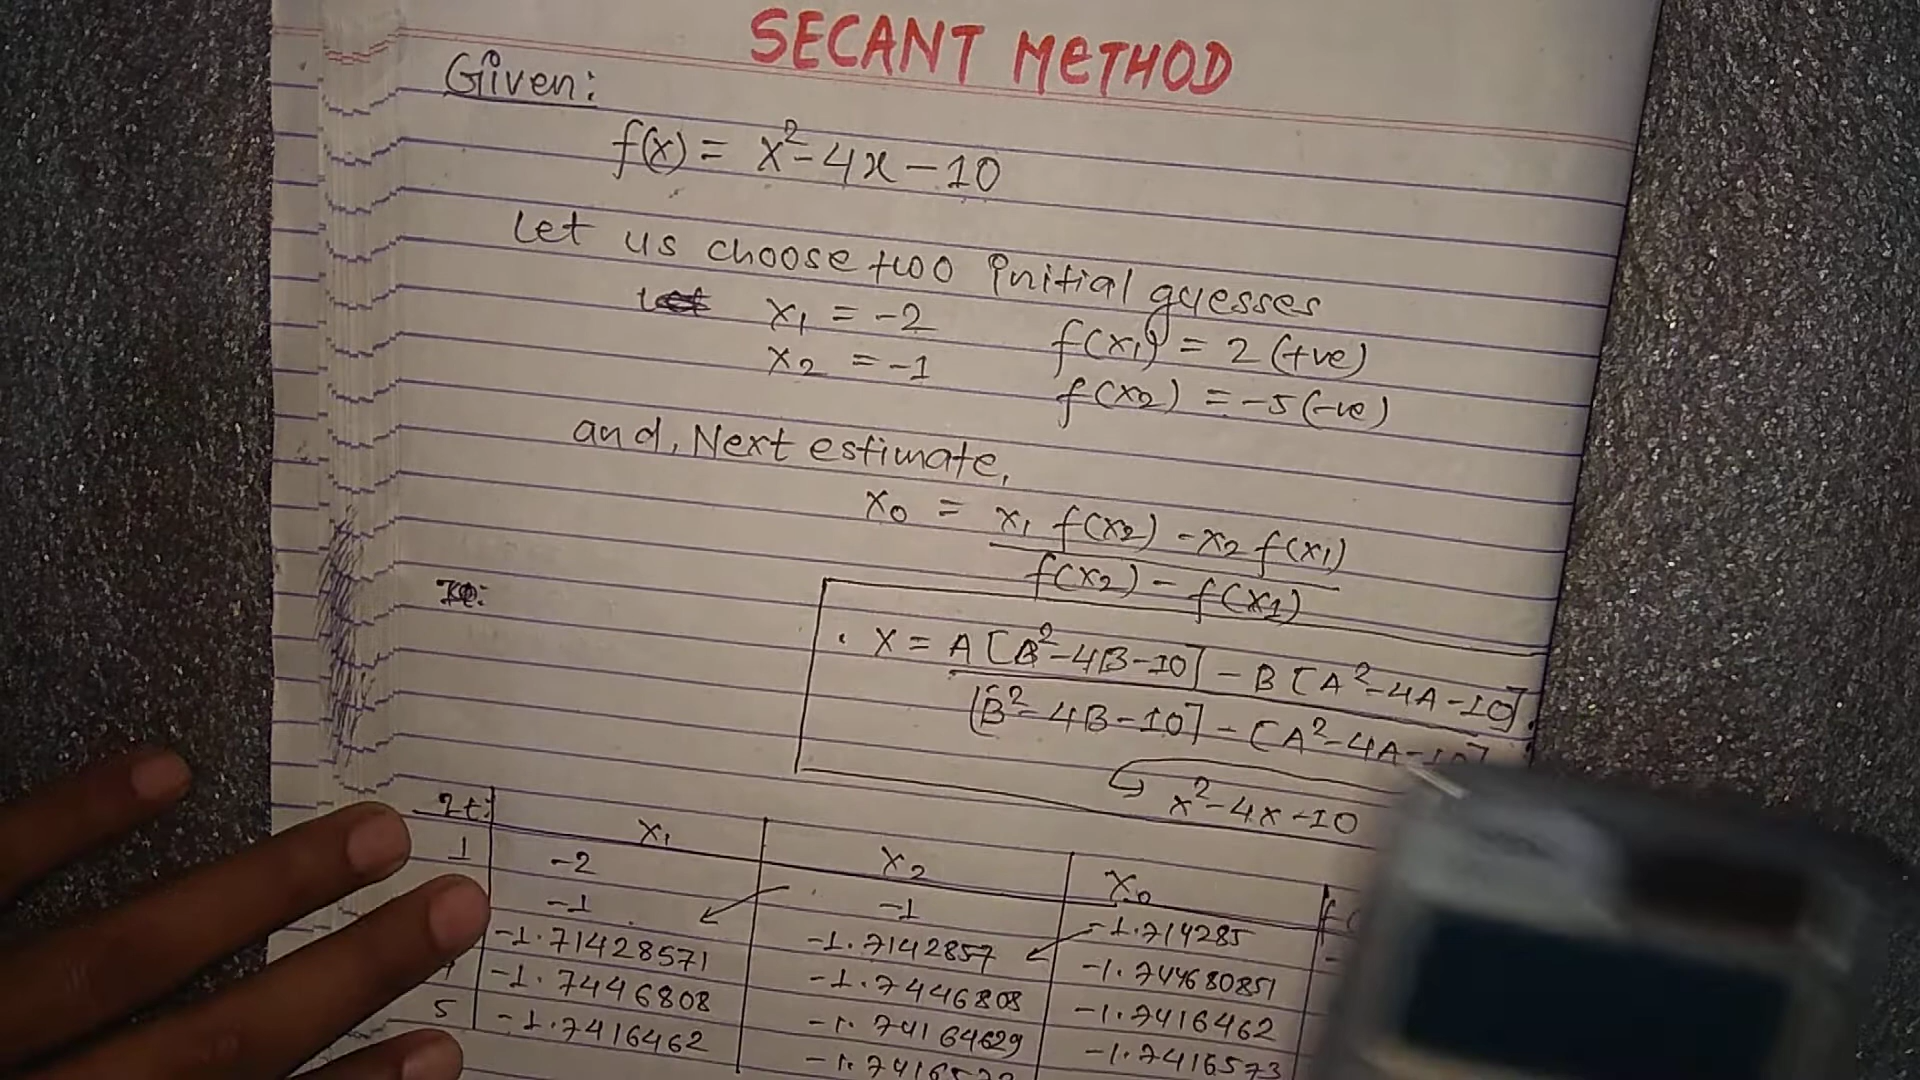 SECANT METHOD
Given:
f(x) = x²-4x-10
Let us choose two initial guesses
x₁ = -2 f(x₁) = 2 (+ve)
x₂ = -1 f(x₂) = -5 (-ve)
and, Next estimate,
x₀ = x₁ f(x₂) - x₂ f(x₁)
f(x₂) - f(x₁)
X = A [B²-4B-10] - B [A²-4A-10]
[B²-4B-10] - [A²-4A-10]
x²-4x-10
It: x₁ x₂ x₀
1 -2 -1 -1.714285
-1 -1.7142857 -1.744680851
-1.71428571 -1.7446808 -1.7416462
-1.7446808 -1.74164629 -1.7416573
5 -1.7416462